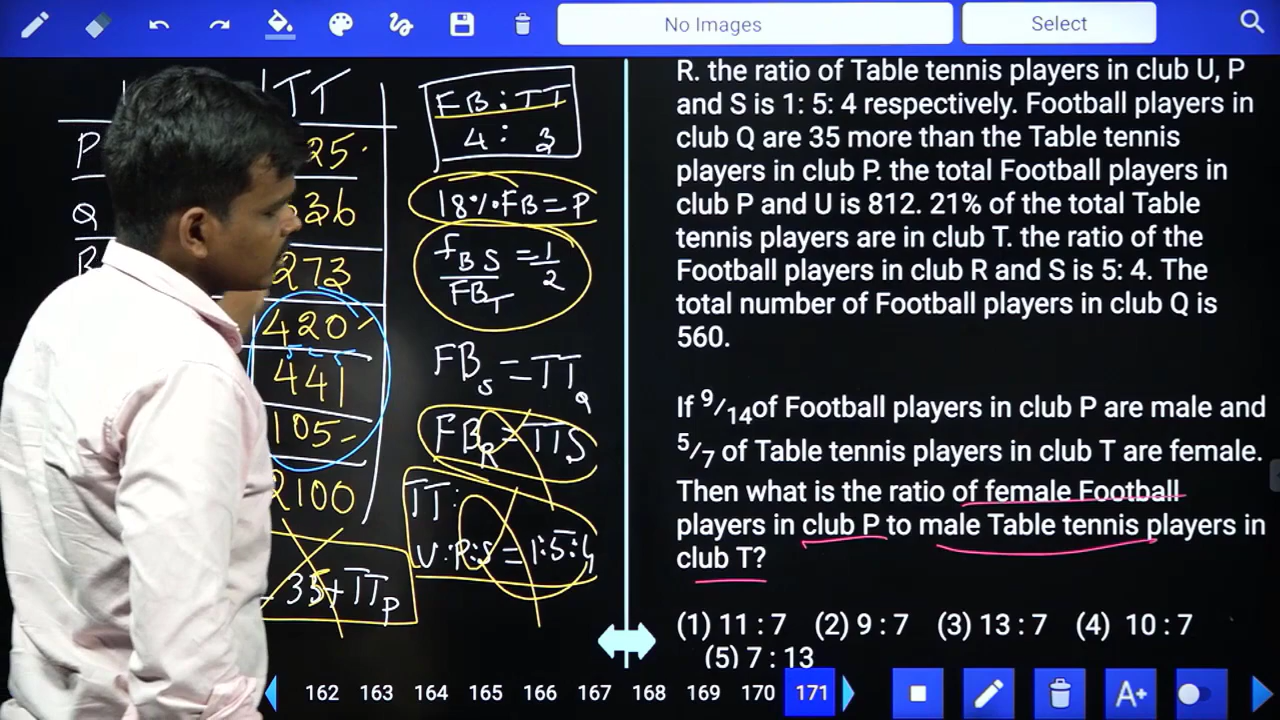 No Images
Select
TT
P
25.
Q
336
R
273
420
441
105
2100
35+TTP
FB : TT
4 : 3
18% FB = P
fBS = 1
FBT 2
FBS = TTQ
FBR = TTS
TT:
U:P:S = 1:5:4
R. the ratio of Table tennis players in club U, P
and S is 1: 5: 4 respectively. Football players in
club Q are 35 more than the Table tennis
players in club P. the total Football players in
club P and U is 812. 21% of the total Table
tennis players are in club T. the ratio of the
Football players in club R and S is 5: 4. The
total number of Football players in club Q is
560.
If ⁹/₁₄of Football players in club P are male and
⁵/₇ of Table tennis players in club T are female.
Then what is the ratio of female Football
players in club P to male Table tennis players in
club T?
(1) 11 : 7 (2) 9 : 7 (3) 13 : 7 (4) 10 : 7
(5) 7 : 13
162 163 164 165 166 167 168 169 170 171
A+